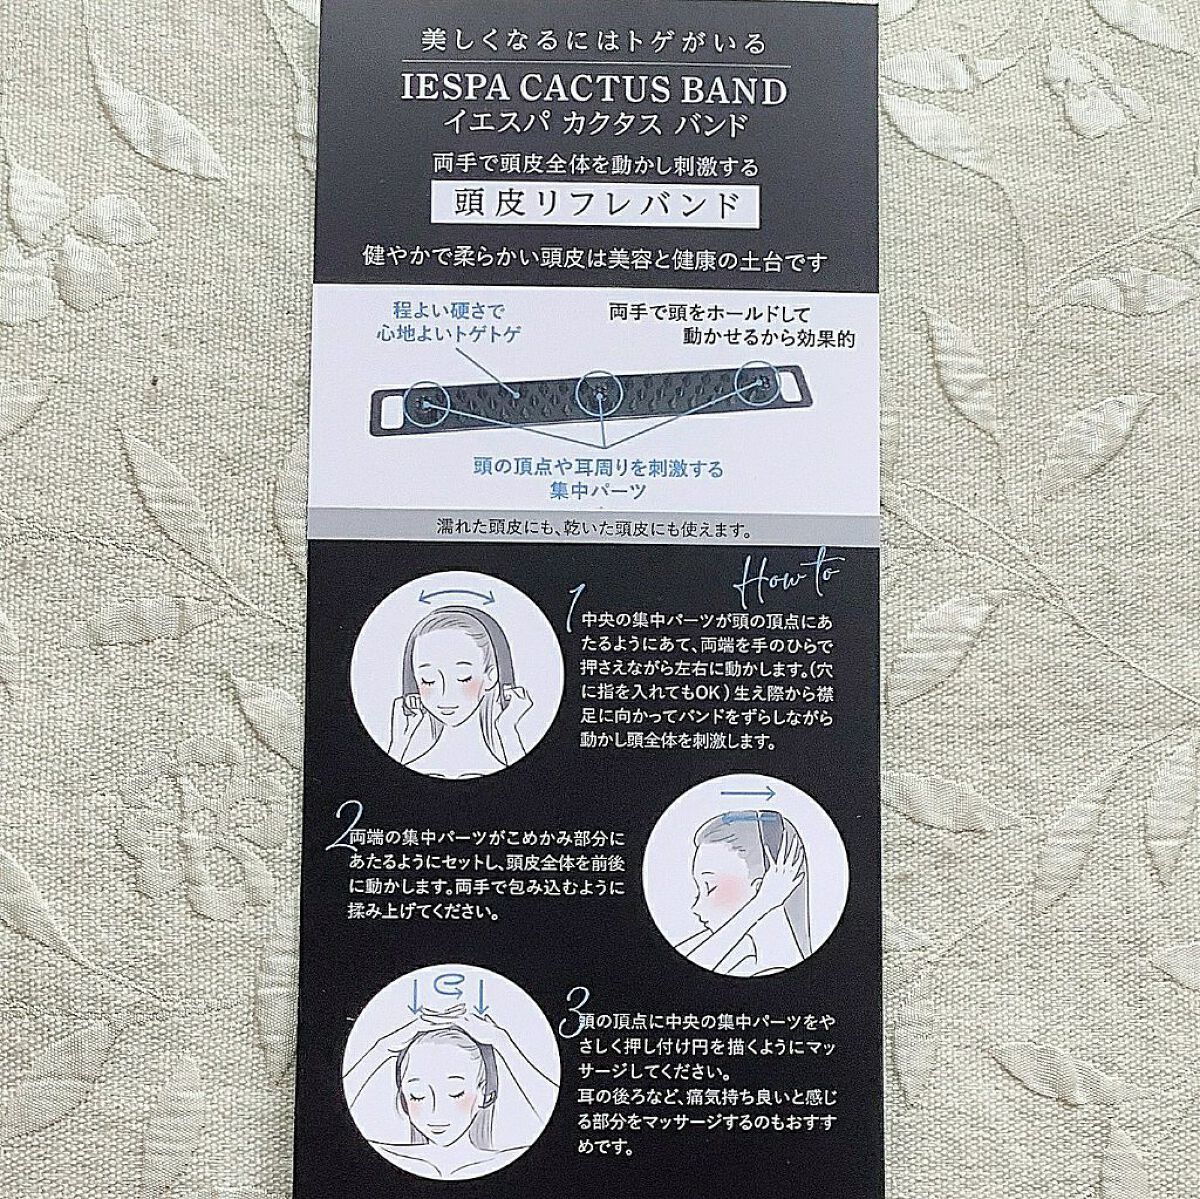 美しくなるにはトゲがいる
IESPA CACTUS BAND
イエスパ カクタス バンド
両手で頭皮全体を動かし刺激する
頭皮リフレバンド
健やかで柔らかい頭皮は美容と健康の土台です
程よい硬さで
心地よいトゲトゲ
両手で頭をホールドして
動かせるから効果的
頭の頂点や耳周りを刺激する
集中パーツ
濡れた頭皮にも、乾いた頭皮にも使えます。
How to
1
中央の集中パーツが頭の頂点にあ
たるようにあて、両端を手のひらで
押さえながら左右に動かします。(穴
に指を入れてもOK)生え際から襟
足に向かってバンドをずらしながら
動かし頭全体を刺激します。
2
両端の集中パーツがこめかみ部分に
あたるようにセットし、頭皮全体を前後
に動かします。両手で包み込むように
揉み上げてください。
3
頭の頂点に中央の集中パーツをや
さしく押し付け円を描くようにマッ
サージしてください。
耳の後ろなど、痛気持ち良いと感じ
る部分をマッサージするのもおすす
めです。